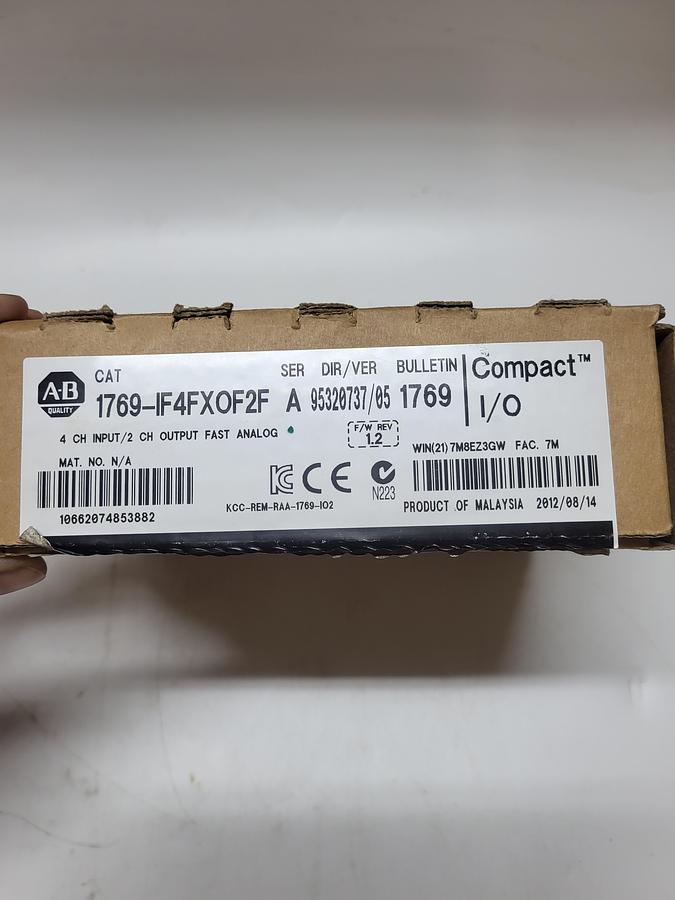 A-B
QUALITY
CAT SER DIR/VER BULLETIN
1769-IF4FXOF2F A 95320737/05 1769
Compact™
I/O
4 CH INPUT/2 CH OUTPUT FAST ANALOG
F/W REV
1.2
MAT. NO. N/A
WIN(21) 7M8EZ3GW FAC. 7M
KC CE
N223
KCC-REM-RAA-1769-IO2
PRODUCT OF MALAYSIA 2012/08/14
10662074853882